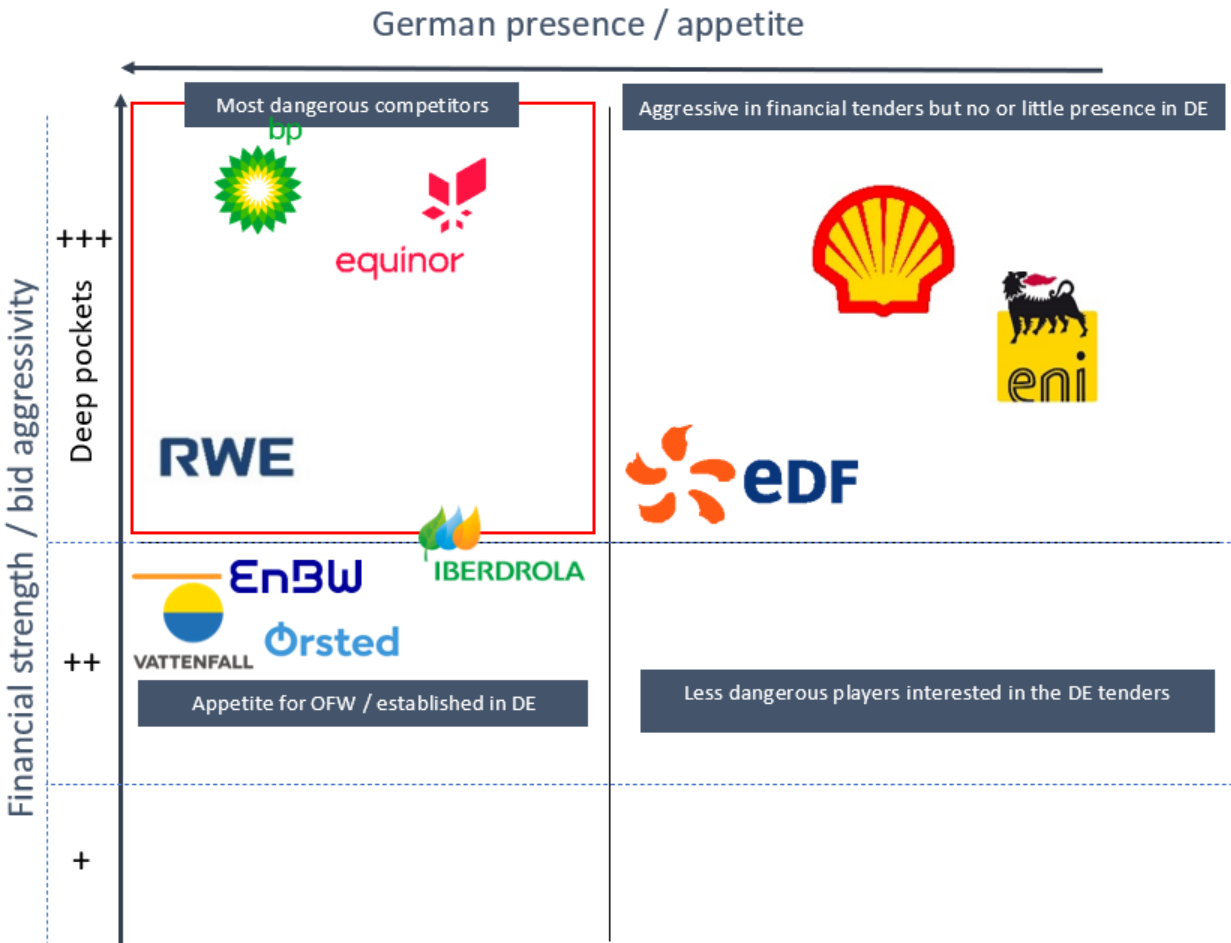 German presence / appetite
Most dangerous competitors
Aggressive in financial tenders but no or little presence in DE
bp
equinor
eni
RWE
eDF
IBERDROLA
EnBW
Ørsted
VATTENFALL
Appetite for OFW / established in DE
Less dangerous players interested in the DE tenders
Financial strength / bid aggressivity
Deep pockets
+++
++
+